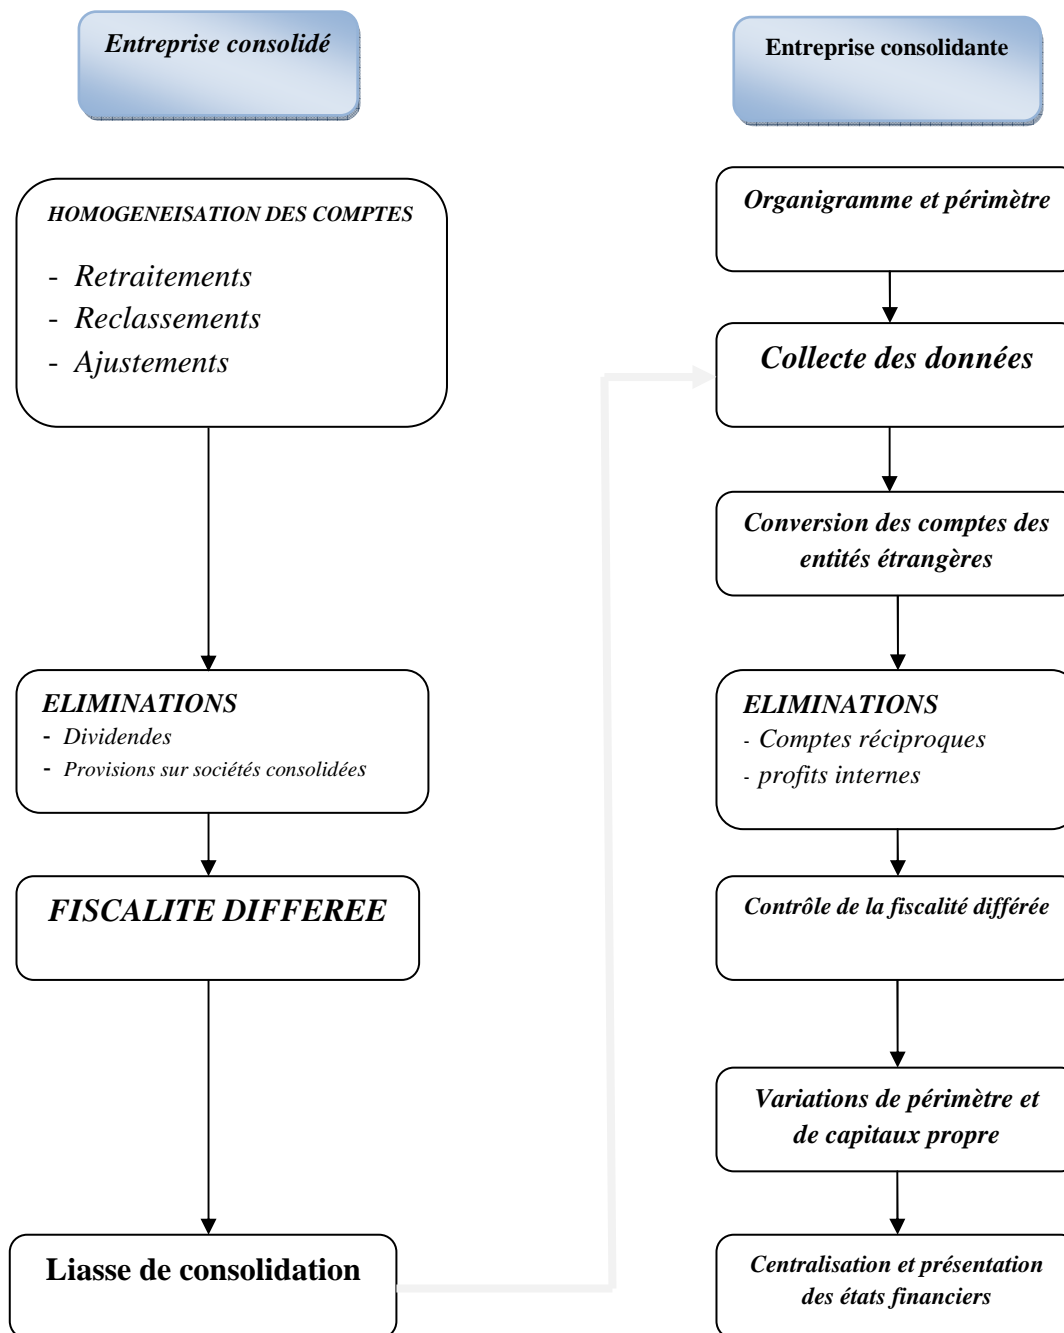 Entreprise consolidé
Entreprise consolidante
HOMOGENEISATION DES COMPTES
- Retraitements
- Reclassements
- Ajustements
ELIMINATIONS
- Dividendes
- Provisions sur sociétés consolidées
FISCALITE DIFFEREE
Liasse de consolidation
Organigramme et périmètre
Collecte des données
Conversion des comptes des
entités étrangères
ELIMINATIONS
- Comptes réciproques
- profits internes
Contrôle de la fiscalité différée
Variations de périmètre et
de capitaux propre
Centralisation et présentation
des états financiers